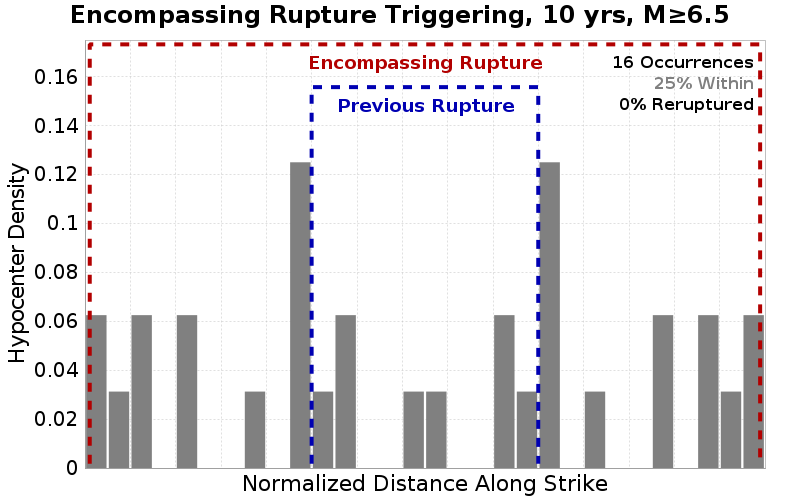 Encompassing Rupture Triggering, 10 yrs, M≥6.5
Encompassing Rupture
16 Occurrences
25% Within
0% Reruptured
Previous Rupture
Hypocenter Density
0.16
0.14
0.12
0.1
0.08
0.06
0.04
0.02
0
Normalized Distance Along Strike